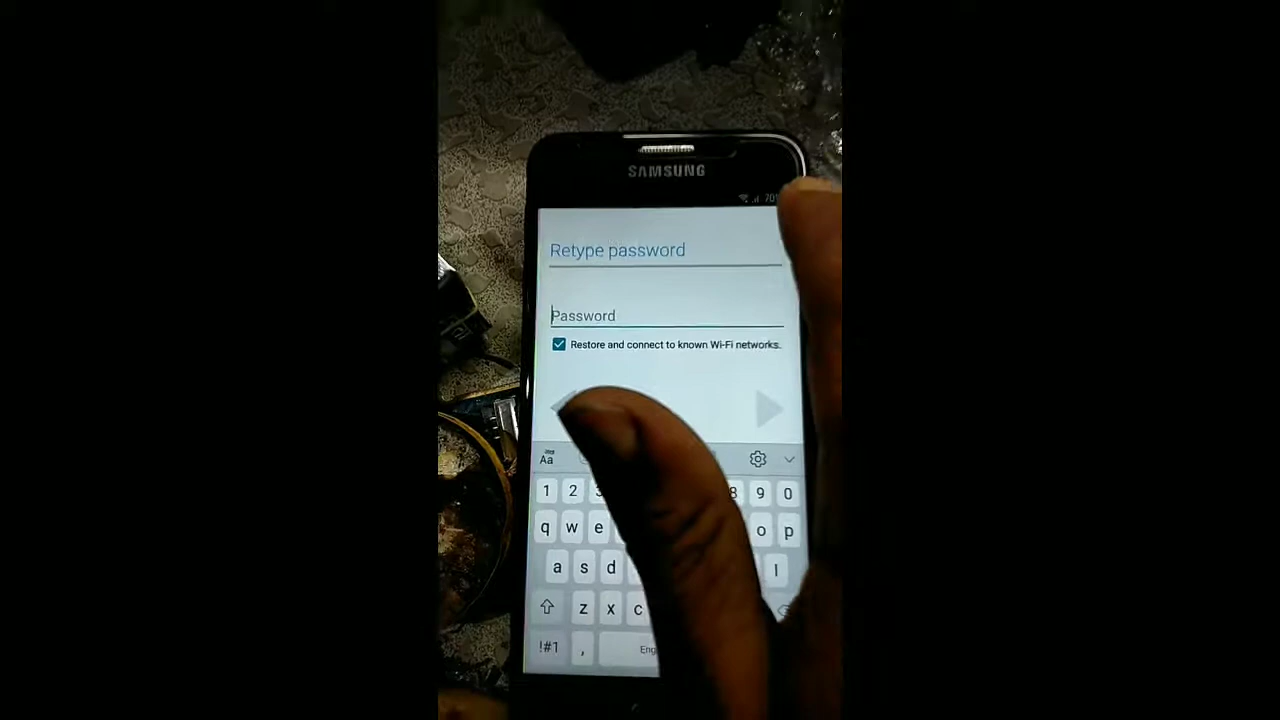 SAMSUNG
Retype password
Password
Restore and connect to known Wi-Fi networks.
Aa
1 2 3 8 9 0
q w e o p
a s d l
z x c
!#1 ,